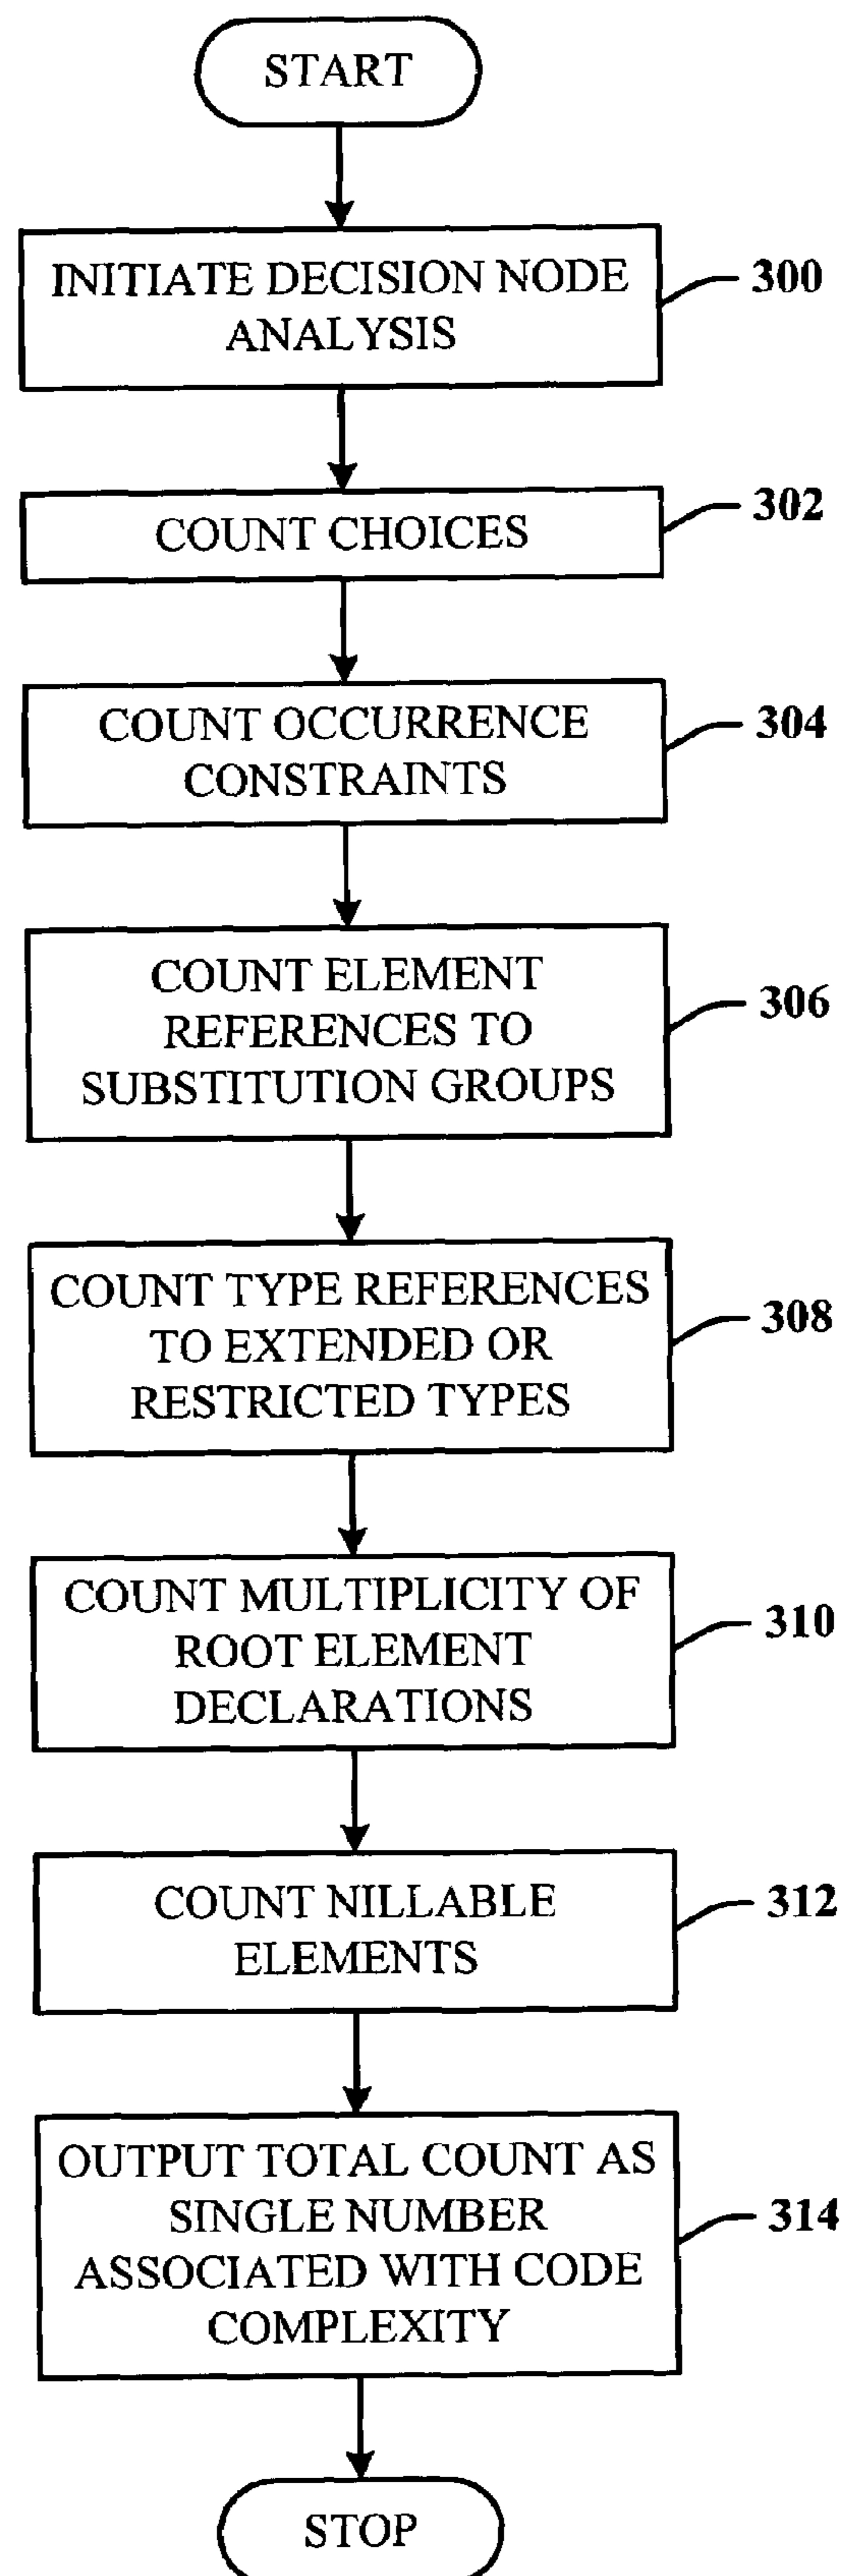 START
INITIATE DECISION NODE
ANALYSIS
300
COUNT CHOICES
302
COUNT OCCURRENCE
CONSTRAINTS
304
COUNT ELEMENT
REFERENCES TO
SUBSTITUTION GROUPS
306
COUNT TYPE REFERENCES
TO EXTENDED OR
RESTRICTED TYPES
308
COUNT MULTIPLICITY OF
ROOT ELEMENT
DECLARATIONS
310
COUNT NILLABLE
ELEMENTS
312
OUTPUT TOTAL COUNT AS
SINGLE NUMBER
ASSOCIATED WITH CODE
COMPLEXITY
314
STOP